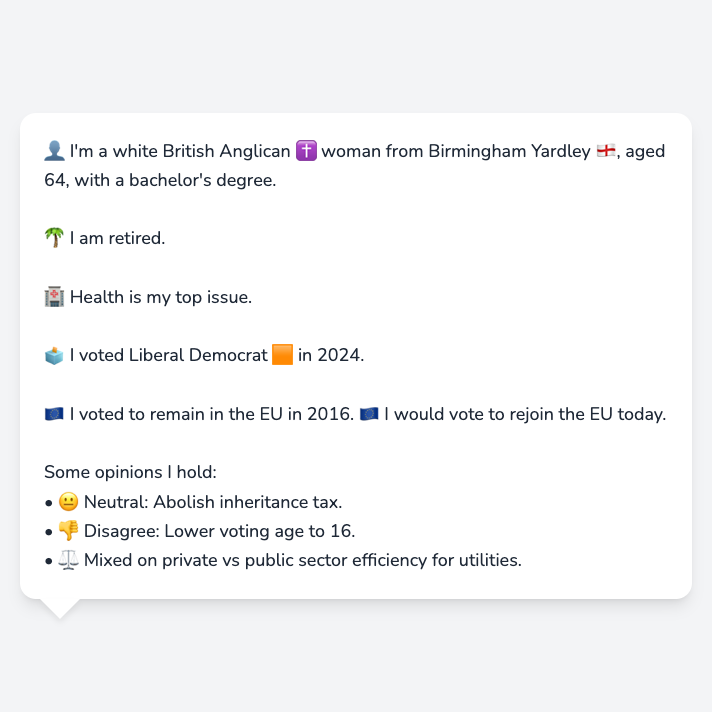 👤 I'm a white British Anglican ✝️ woman from Birmingham Yardley 🏴󠁧󠁢󠁥󠁮󠁧󠁿, aged
64, with a bachelor's degree.
🌴 I am retired.
🏥 Health is my top issue.
🗳️ I voted Liberal Democrat 🟧 in 2024.
🇪🇺 I voted to remain in the EU in 2016. 🇪🇺 I would vote to rejoin the EU today.
Some opinions I hold:
• 😐 Neutral: Abolish inheritance tax.
• 👎 Disagree: Lower voting age to 16.
• ⚖️ Mixed on private vs public sector efficiency for utilities.